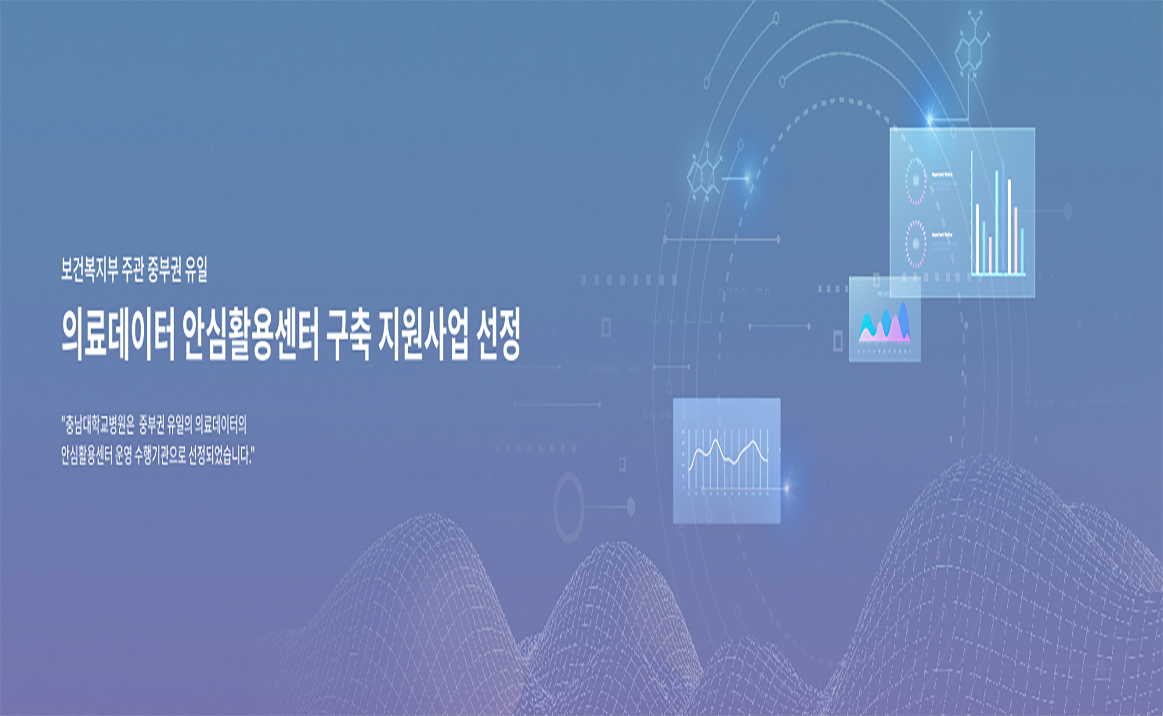 보건복지부 주관 중부권 유일
의료데이터 안심활용센터 구축 지원사업 선정
"충남대학교병원은 중부권 유일의 의료데이터의
안심활용센터 운영 수행기관으로 선정되었습니다."